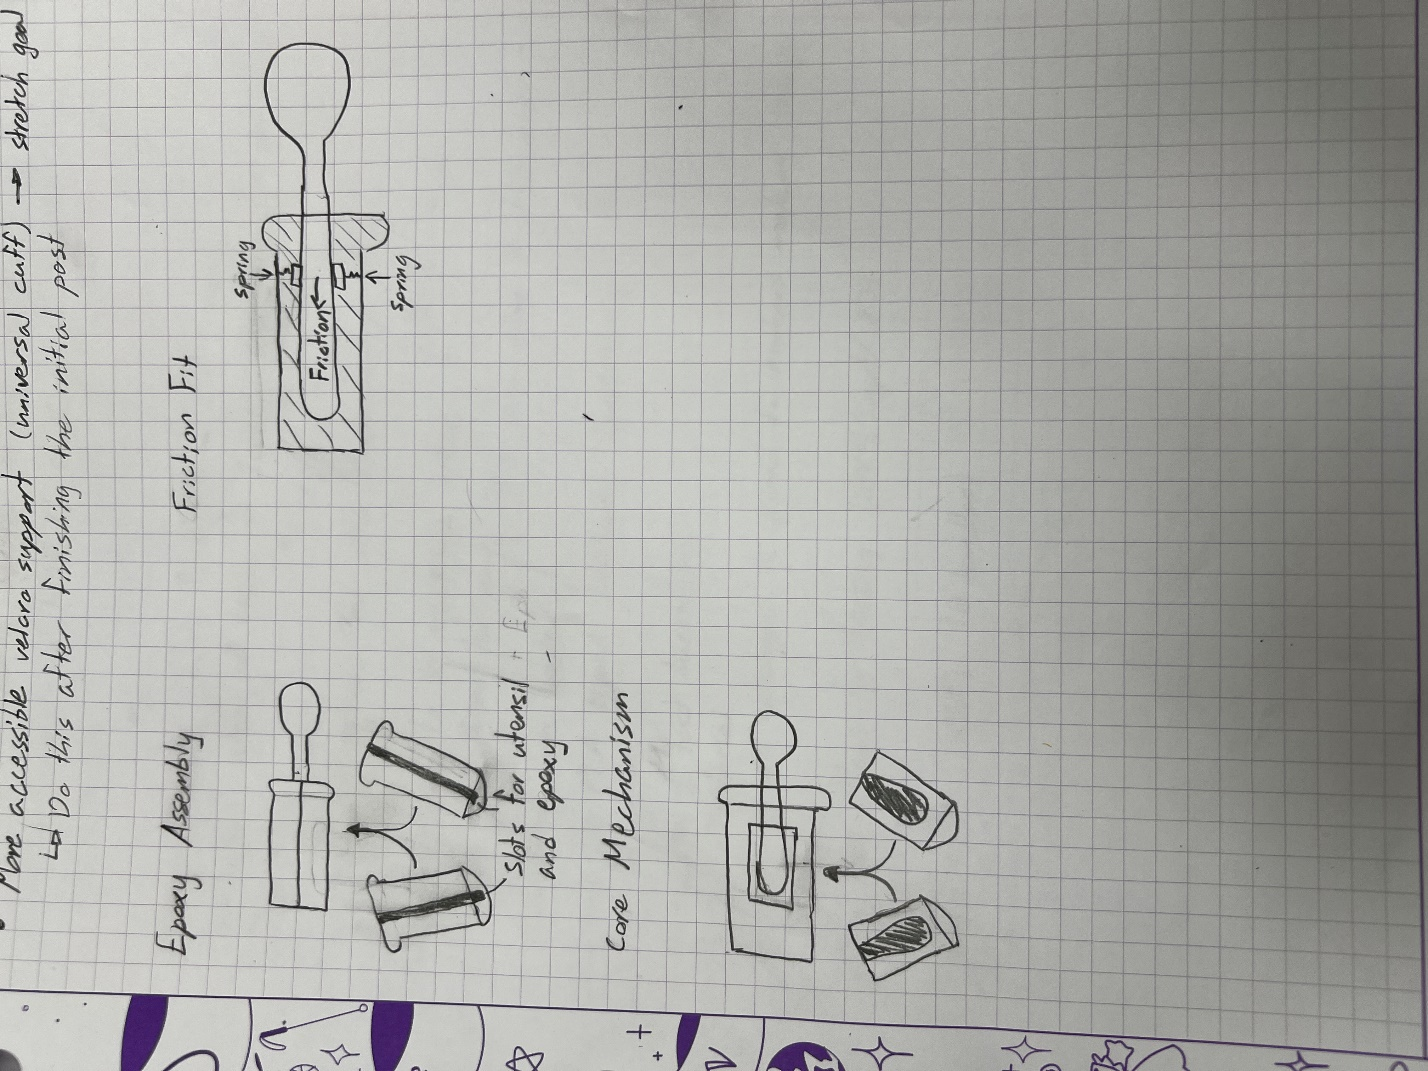 • More accessible velcro support (universal cuff) → stretch goal
↳ Do this after finishing the initial post
Epoxy Assembly
Slots for utensil
and epoxy
Friction Fit
spring
Friction
spring
Core Mechanism